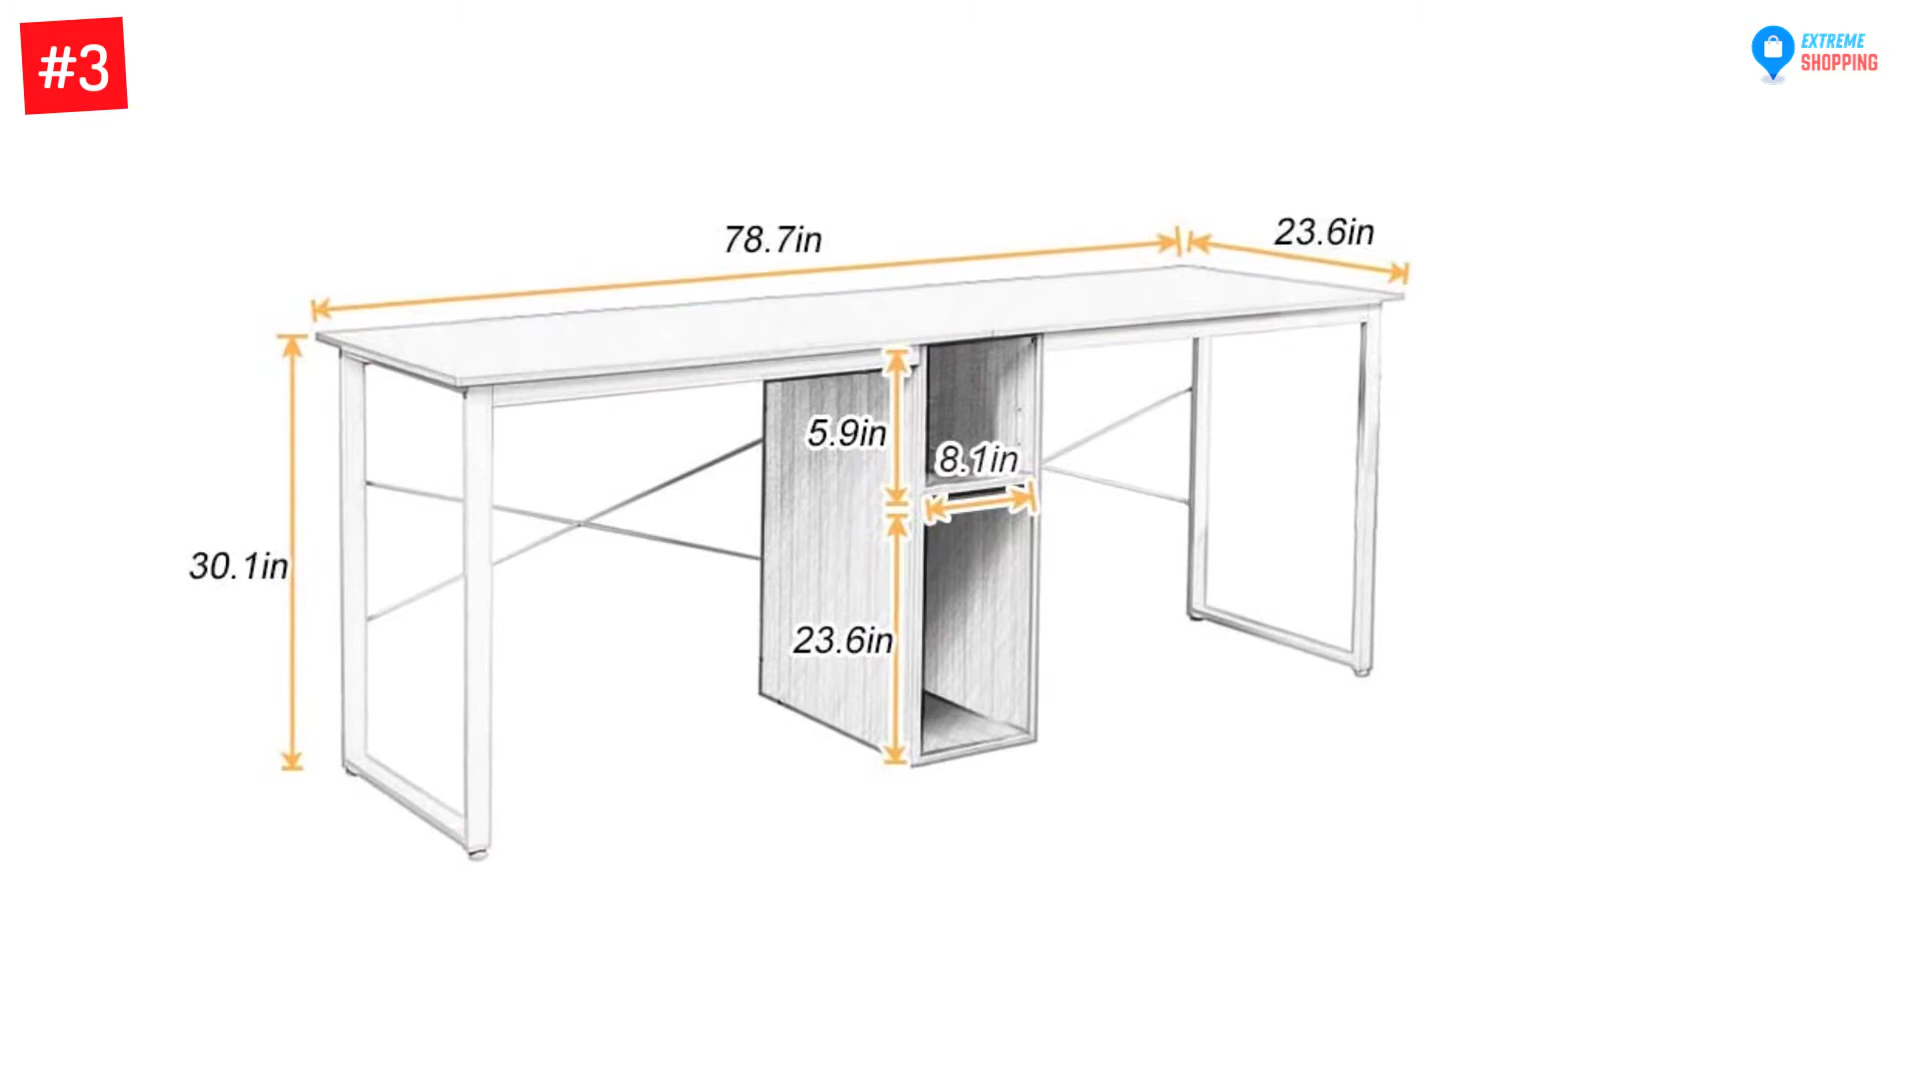 #3
EXTREME
SHOPPING
78.7in
23.6in
5.9in
8.1in
30.1in
23.6in